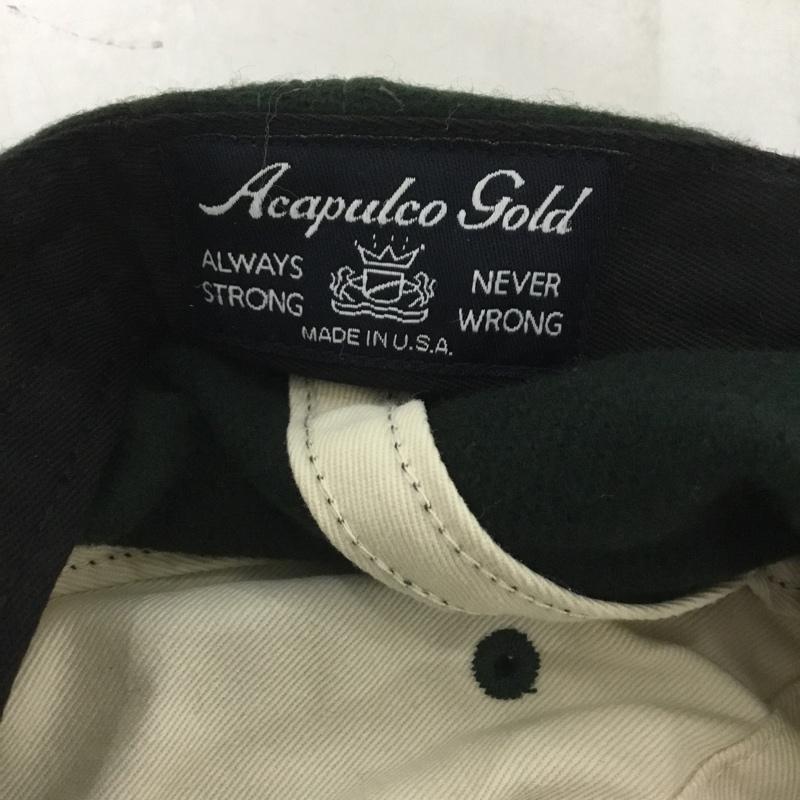 Acapulco Gold
ALWAYS
STRONG
NEVER
WRONG
MADE IN U.S.A.